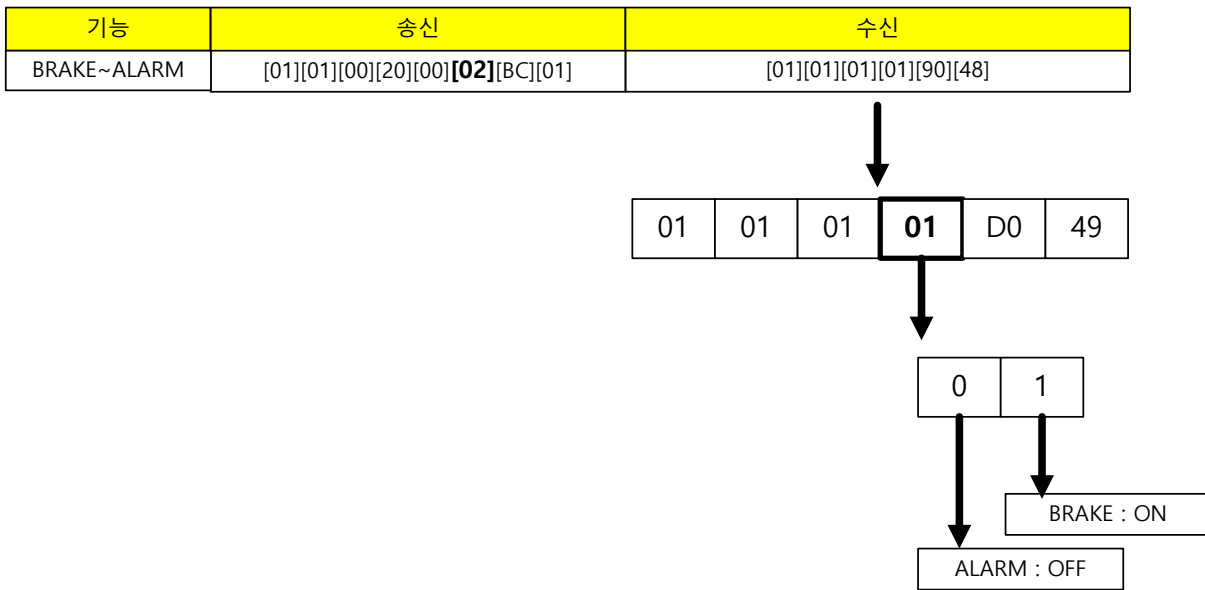 기능 송신 수신
BRAKE~ALARM [01][01][00][20][00][02][BC][01] [01][01][01][01][90][48]
01 01 01 01 D0 49
0 1
BRAKE : ON
ALARM : OFF